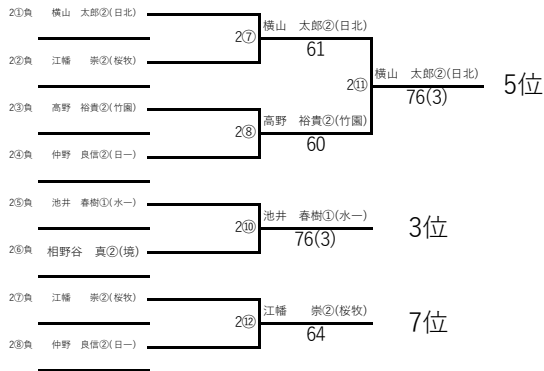 2①負 横山 太郎②(日北)
横山 太郎②(日北)
2⑦
61
2②負 江幡 崇②(桜牧)
横山 太郎②(日北)
5位
2⑪
76(3)
2③負 高野 裕貴②(竹園)
高野 裕貴②(竹園)
2⑧
60
2④負 仲野 良信②(日一)
2⑤負 池井 春樹①(水一)
池井 春樹①(水一)
3位
2⑩
76(3)
2⑥負 相野谷 真②(境)
2⑦負 江幡 崇②(桜牧)
江幡 崇②(桜牧)
7位
2⑫
64
2⑧負 仲野 良信②(日一)